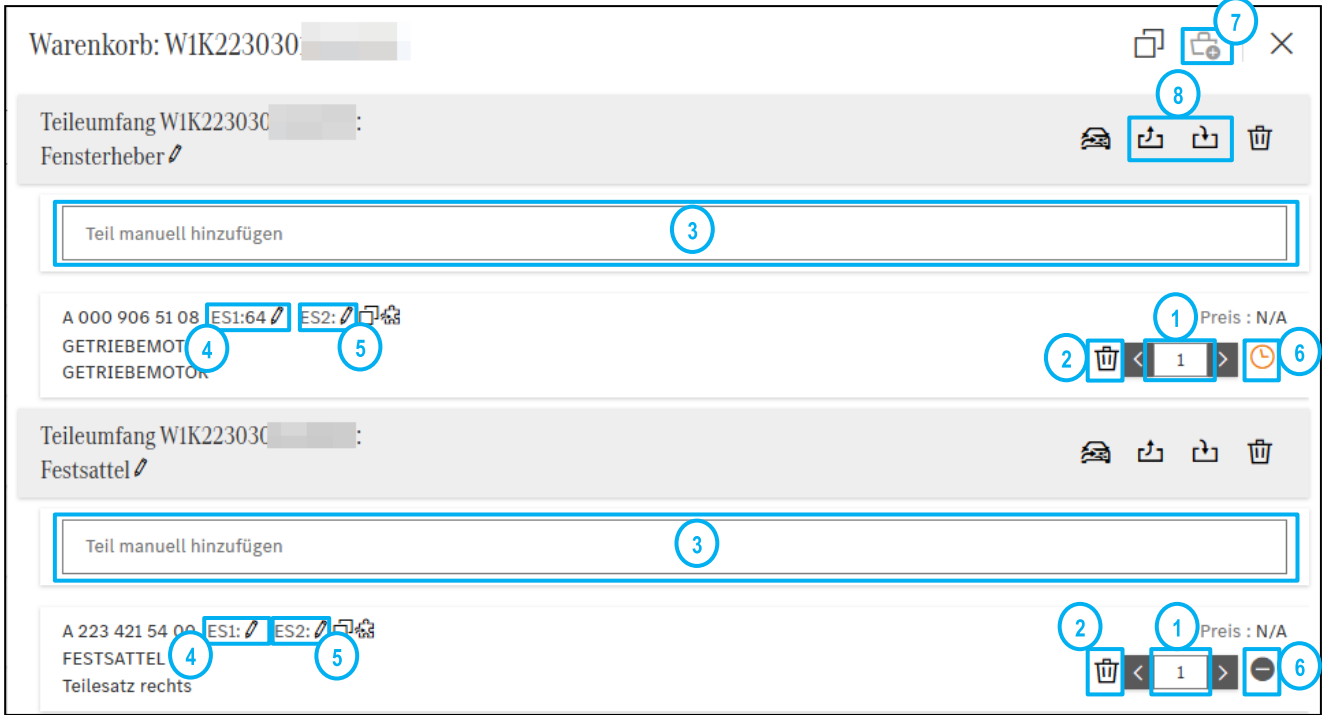 7
Warenkorb: W1K223030
8
Teileumfang W1K223030 :
Fensterheber
Teil manuell hinzufügen
3
A 000 906 51 08 ES1:64 ES2:
1
Preis : N/A
4
5
GETRIEBEMOT
2
1
6
GETRIEBEMOTOR
Teileumfang W1K223030 :
Festsattel
Teil manuell hinzufügen
3
A 223 421 54 00 ES1: ES2:
2
1
Preis : N/A
FESTSATTEL
4
5
Teilesatz rechts
1
6